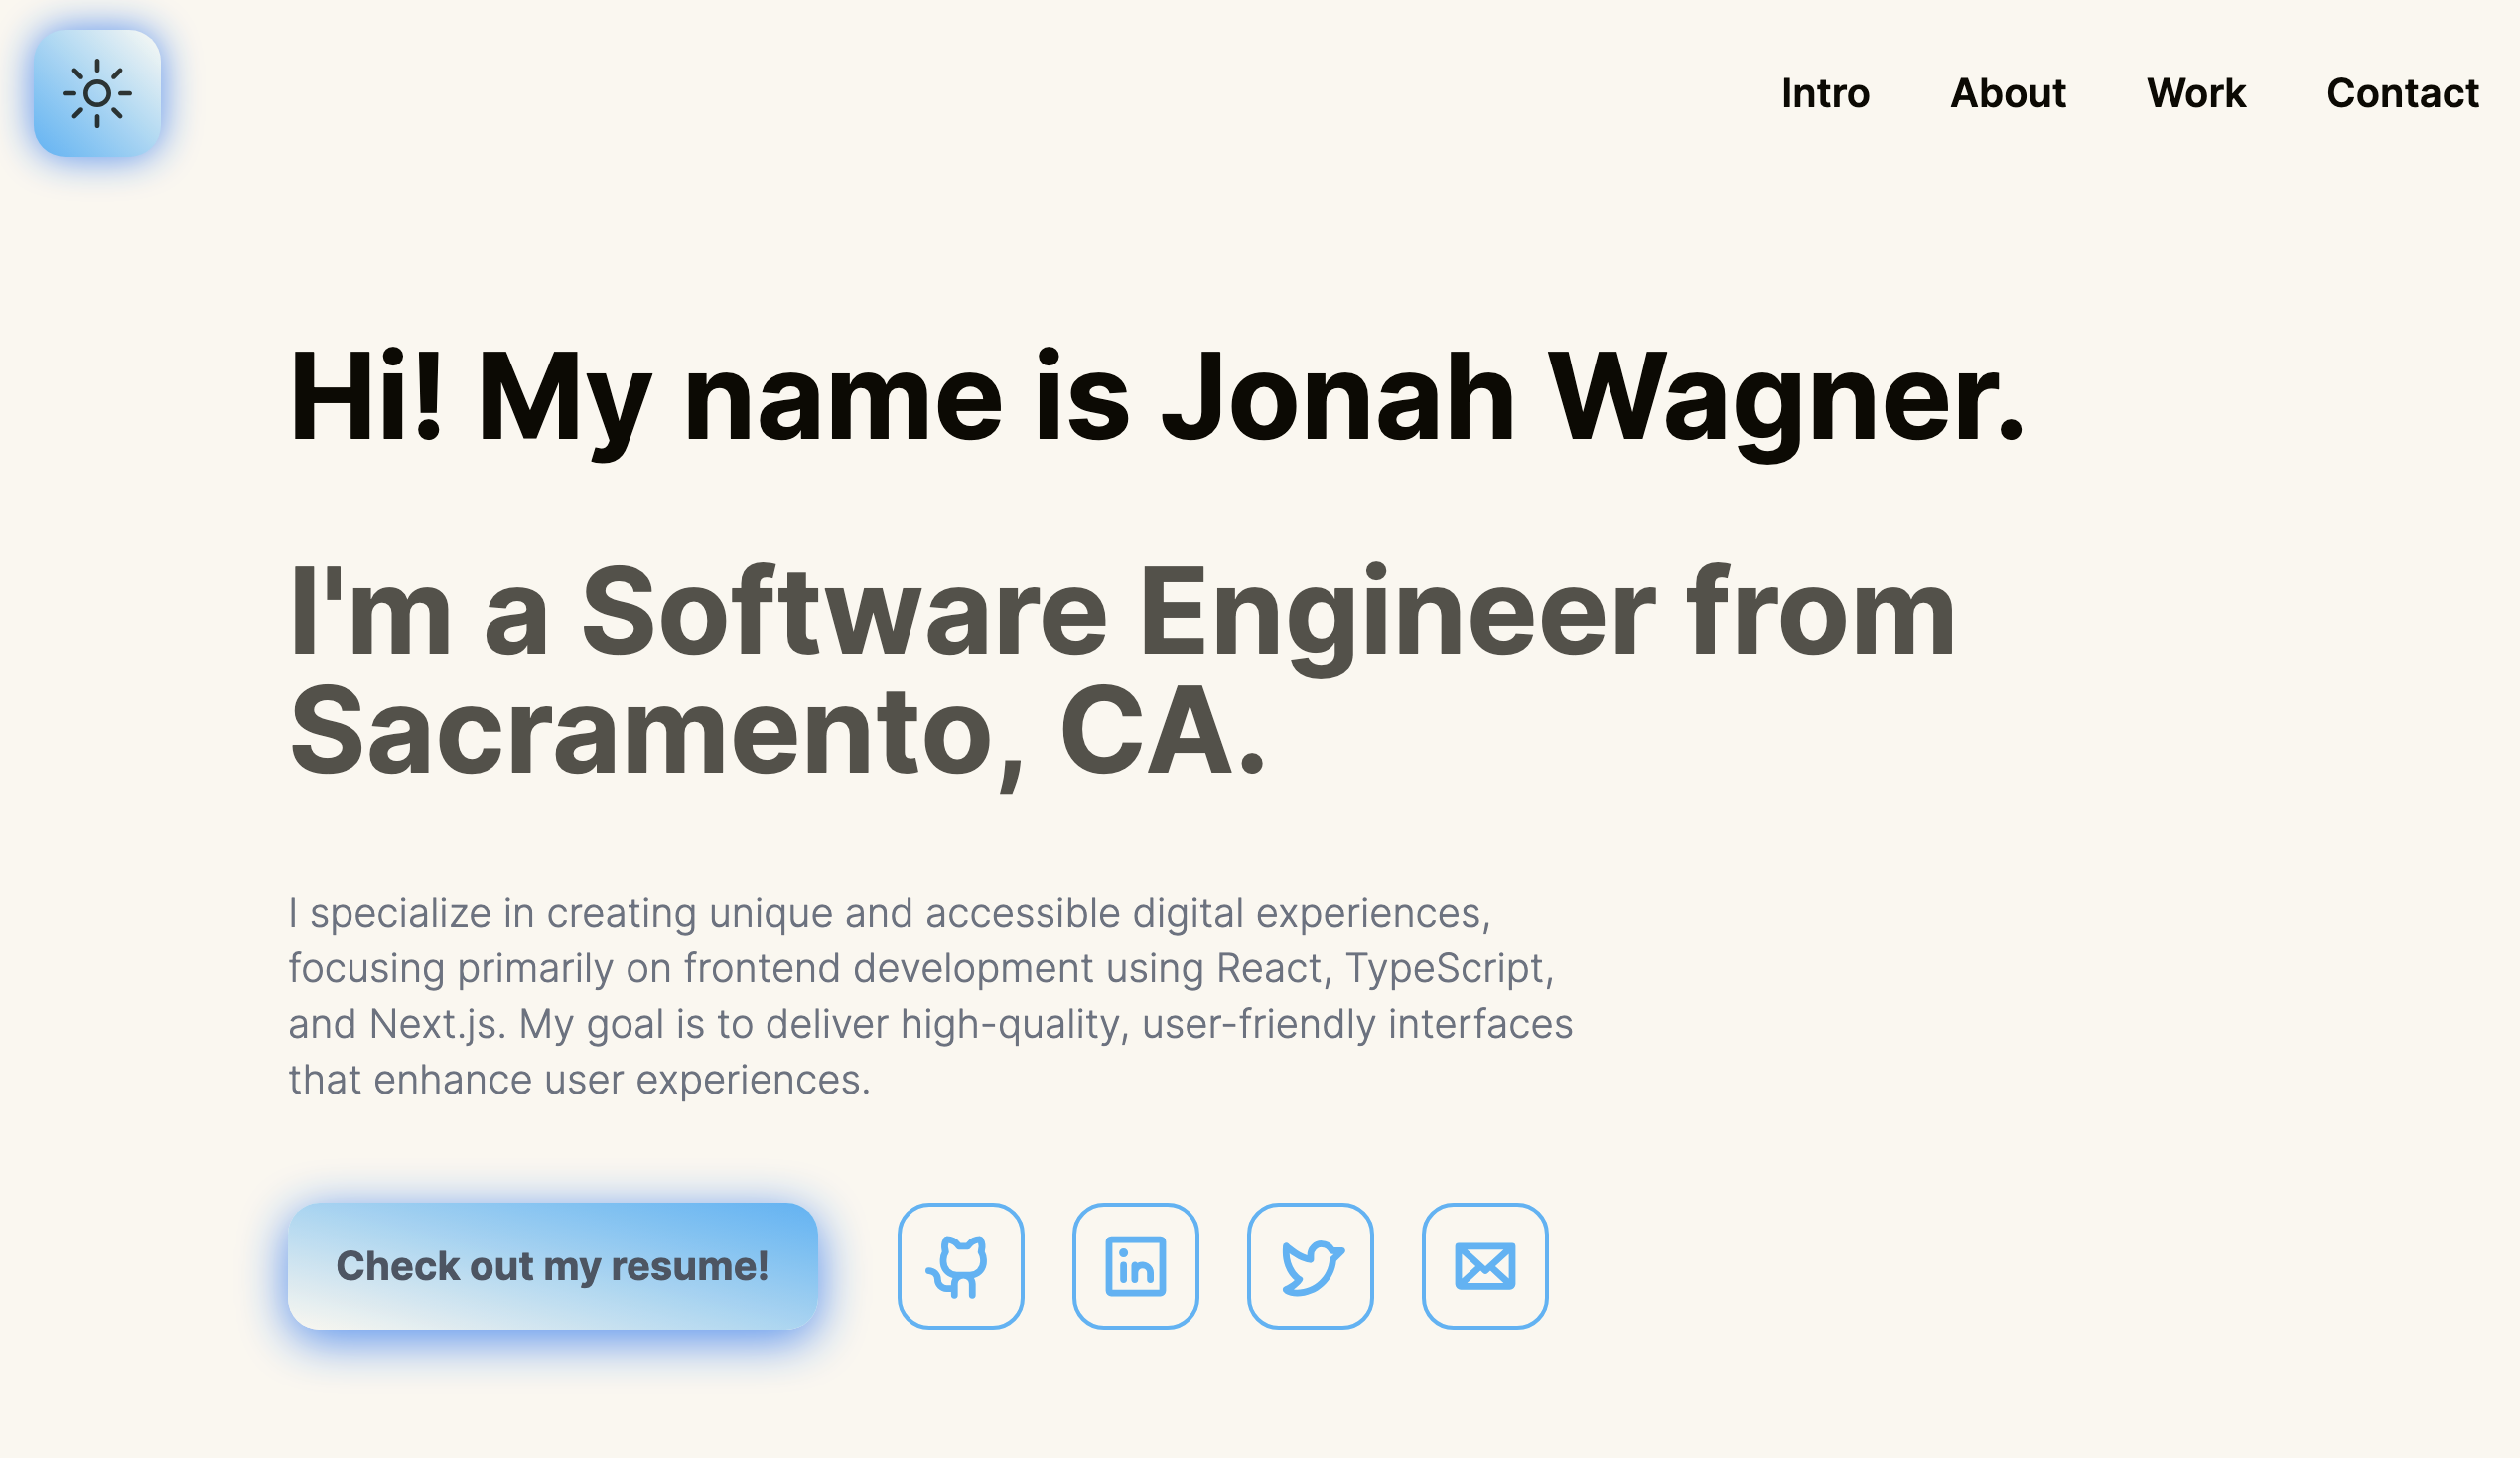 Intro About Work Contact
Hi! My name is Jonah Wagner.
I'm a Software Engineer from
Sacramento, CA.
I specialize in creating unique and accessible digital experiences,
focusing primarily on frontend development using React, TypeScript,
and Next.js. My goal is to deliver high-quality, user-friendly interfaces
that enhance user experiences.
Check out my resume!
in